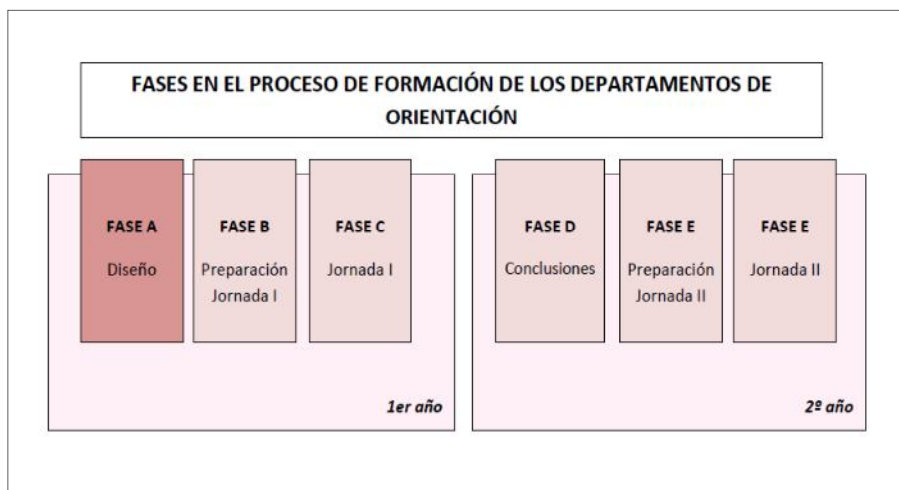 FASES EN EL PROCESO DE FORMACIÓN DE LOS DEPARTAMENTOS DE
ORIENTACIÓN
FASE A
Diseño
FASE B
Preparación
Jornada I
FASE C
Jornada I
1er año
FASE D
Conclusiones
FASE E
Preparación
Jornada II
FASE E
Jornada II
2º año